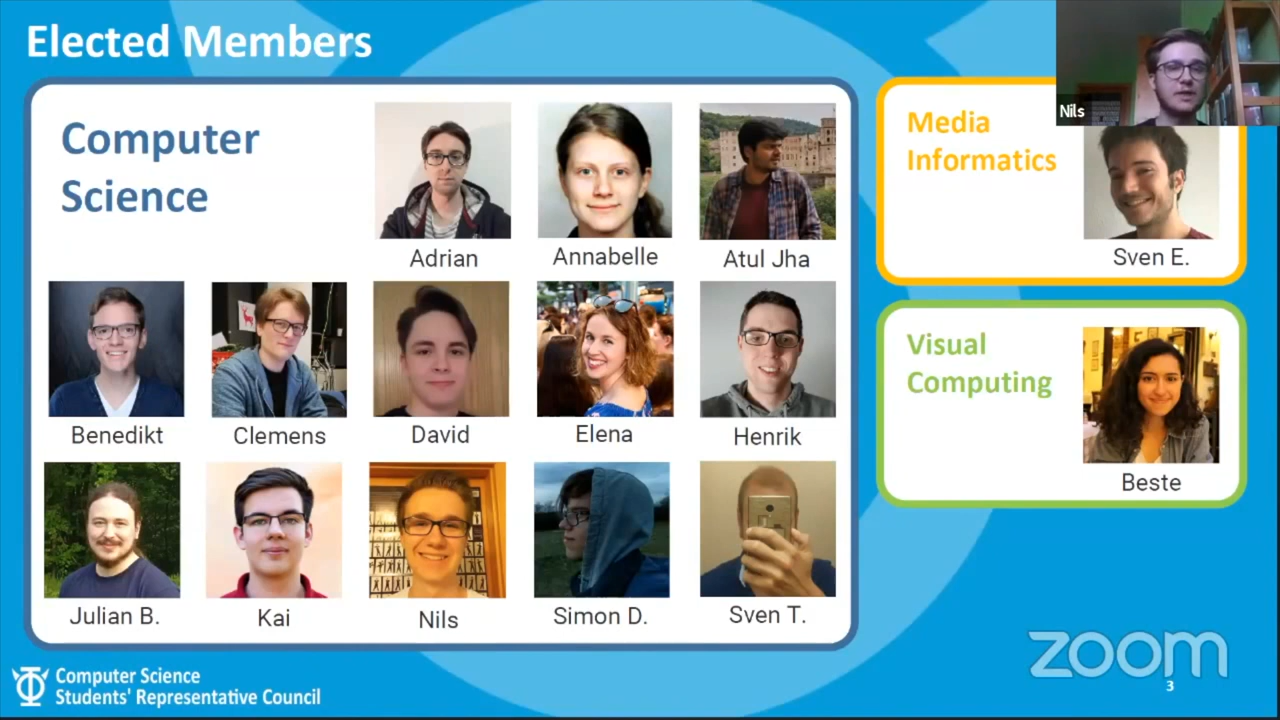 Elected Members
Nils
Computer
Science
Adrian
Annabelle
Atul Jha
Benedikt
Clemens
David
Elena
Henrik
Julian B.
Kai
Nils
Simon D.
Sven T.
Media
Informatics
Sven E.
Visual
Computing
Beste
Computer Science
Students' Representative Council
zoom
3